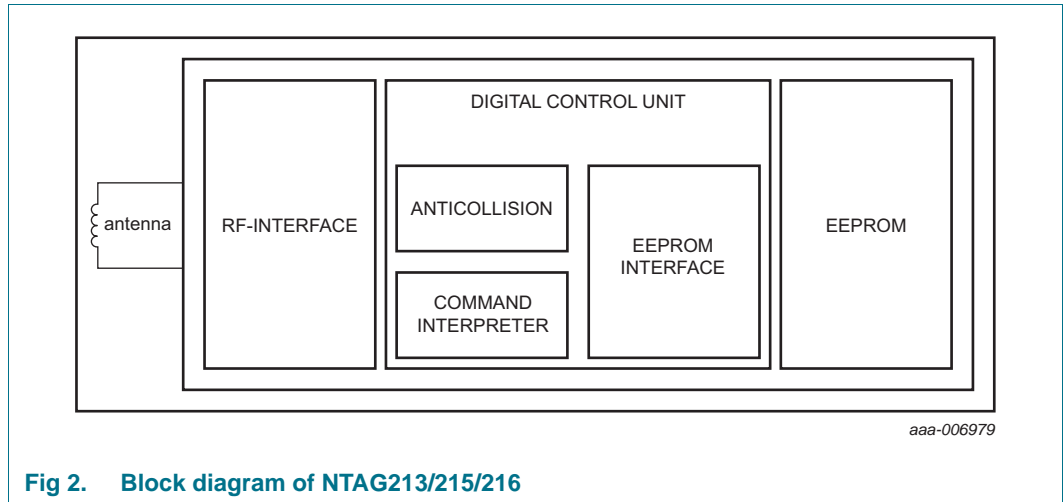 DIGITAL CONTROL UNIT
antenna
RF-INTERFACE
ANTICOLLISION
COMMAND
INTERPRETER
EEPROM
INTERFACE
EEPROM
aaa-006979
Fig 2. Block diagram of NTAG213/215/216